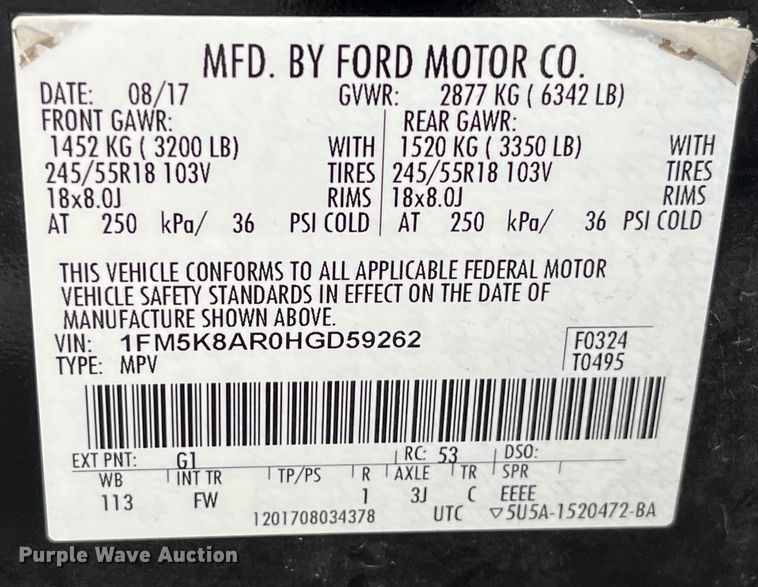 MFD. BY FORD MOTOR CO.
DATE: 08/17 GVWR: 2877 KG ( 6342 LB)
FRONT GAWR: REAR GAWR:
1452 KG ( 3200 LB) WITH 1520 KG ( 3350 LB) WITH
245/55R18 103V TIRES 245/55R18 103V TIRES
18x8.0J RIMS 18x8.0J RIMS
AT 250 kPa/ 36 PSI COLD AT 250 kPa/ 36 PSI COLD
THIS VEHICLE CONFORMS TO ALL APPLICABLE FEDERAL MOTOR
VEHICLE SAFETY STANDARDS IN EFFECT ON THE DATE OF
MANUFACTURE SHOWN ABOVE.
VIN: 1FM5K8AR0HGD59262 F0324
TYPE: MPV T0495
EXT PNT: G1 RC: 53 DSO:
WB INT TR TP/PS R AXLE TR SPR
113 FW 1 3J C EEEE
1201708034378 UTC ▽5U5A-1520472-BA
Purple Wave Auction